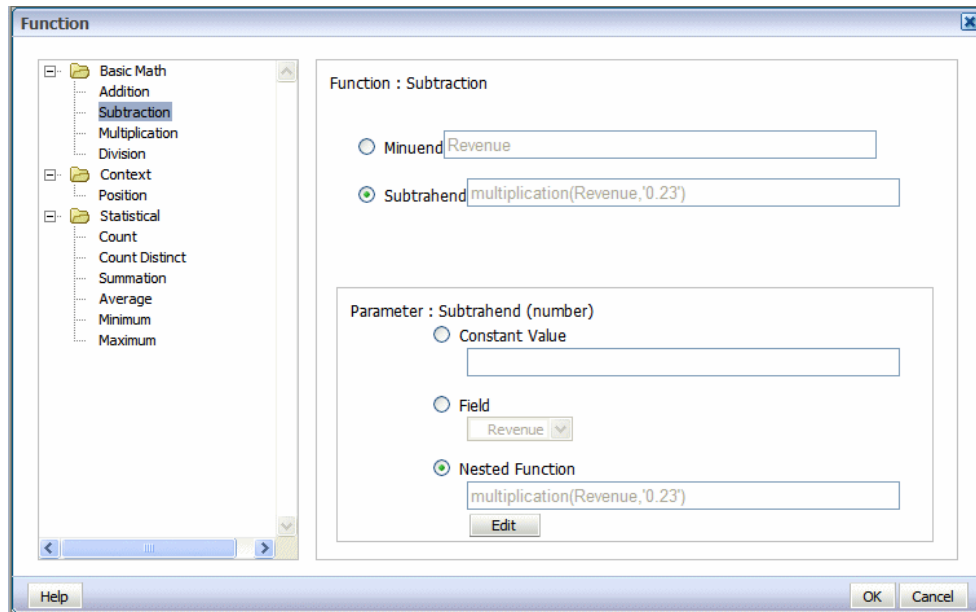 Function
Basic Math
Addition
Subtraction
Multiplication
Division
Context
Position
Statistical
Count
Count Distinct
Summation
Average
Minimum
Maximum
Function : Subtraction
Minuend Revenue
Subtrahend multiplication(Revenue,'0.23')
Parameter : Subtrahend (number)
Constant Value
Field
Revenue
Nested Function
multiplication(Revenue,'0.23')
Edit
Help OK Cancel